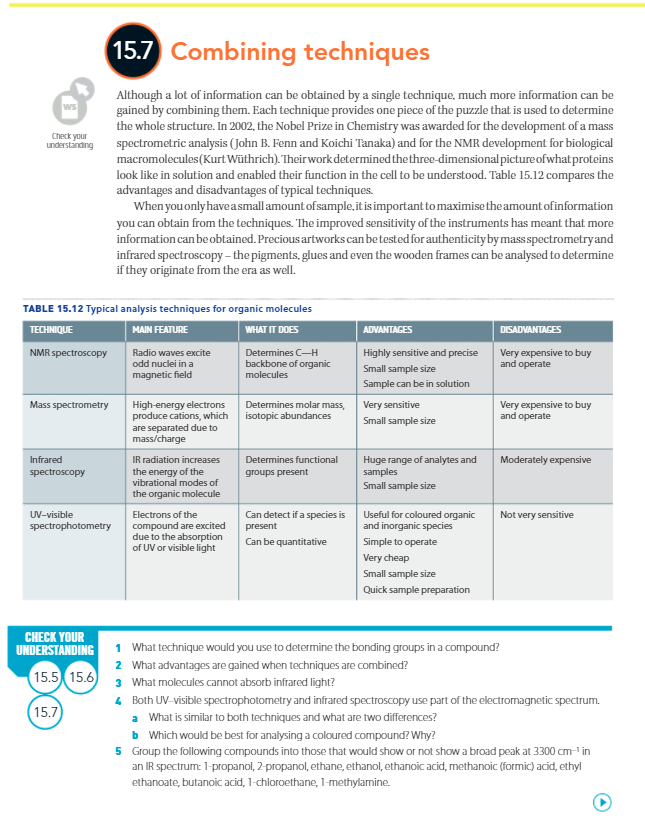 15.7 Combining techniques
ws
Check your
understanding
Although a lot of information can be obtained by a single technique, much more information can be
gained by combining them. Each technique provides one piece of the puzzle that is used to determine
the whole structure. In 2002, the Nobel Prize in Chemistry was awarded for the development of a mass
spectrometric analysis (John B. Fenn and Koichi Tanaka) and for the NMR development for biological
macromolecules (Kurt Wüthrich). Their work determined the three-dimensional picture of what proteins
look like in solution and enabled their function in the cell to be understood. Table 15.12 compares the
advantages and disadvantages of typical techniques.
When you only have a small amount of sample, it is important to maximise the amount of information
you can obtain from the techniques. The improved sensitivity of the instruments has meant that more
information can be obtained. Precious artworks can be tested for authenticity by mass spectrometry and
infrared spectroscopy – the pigments, glues and even the wooden frames can be analysed to determine
if they originate from the era as well.
TABLE 15.12 Typical analysis techniques for organic molecules
TECHNIQUE
MAIN FEATURE
WHAT IT DOES
ADVANTAGES
DISADVANTAGES
NMR spectroscopy
Radio waves excite
odd nuclei in a
magnetic field
Determines C—H
backbone of organic
molecules
Highly sensitive and precise
Small sample size
Sample can be in solution
Very expensive to buy
and operate
Mass spectrometry
High-energy electrons
produce cations, which
are separated due to
mass/charge
Determines molar mass,
isotopic abundances
Very sensitive
Small sample size
Very expensive to buy
and operate
Infrared
spectroscopy
IR radiation increases
the energy of the
vibrational modes of
the organic molecule
Determines functional
groups present
Huge range of analytes and
samples
Small sample size
Moderately expensive
UV–visible
spectrophotometry
Electrons of the
compound are excited
due to the absorption
of UV or visible light
Can detect if a species is
present
Can be quantitative
Useful for coloured organic
and inorganic species
Simple to operate
Very cheap
Small sample size
Quick sample preparation
Not very sensitive
CHECK YOUR
UNDERSTANDING
15.5 15.6
15.7
1 What technique would you use to determine the bonding groups in a compound?
2 What advantages are gained when techniques are combined?
3 What molecules cannot absorb infrared light?
4 Both UV–visible spectrophotometry and infrared spectroscopy use part of the electromagnetic spectrum.
a What is similar to both techniques and what are two differences?
b Which would be best for analysing a coloured compound? Why?
5 Group the following compounds into those that would show or not show a broad peak at 3300 cm⁻¹ in
an IR spectrum: 1-propanol, 2-propanol, ethane, ethanol, ethanoic acid, methanoic (formic) acid, ethyl
ethanoate, butanoic acid, 1-chloroethane, 1-methylamine.